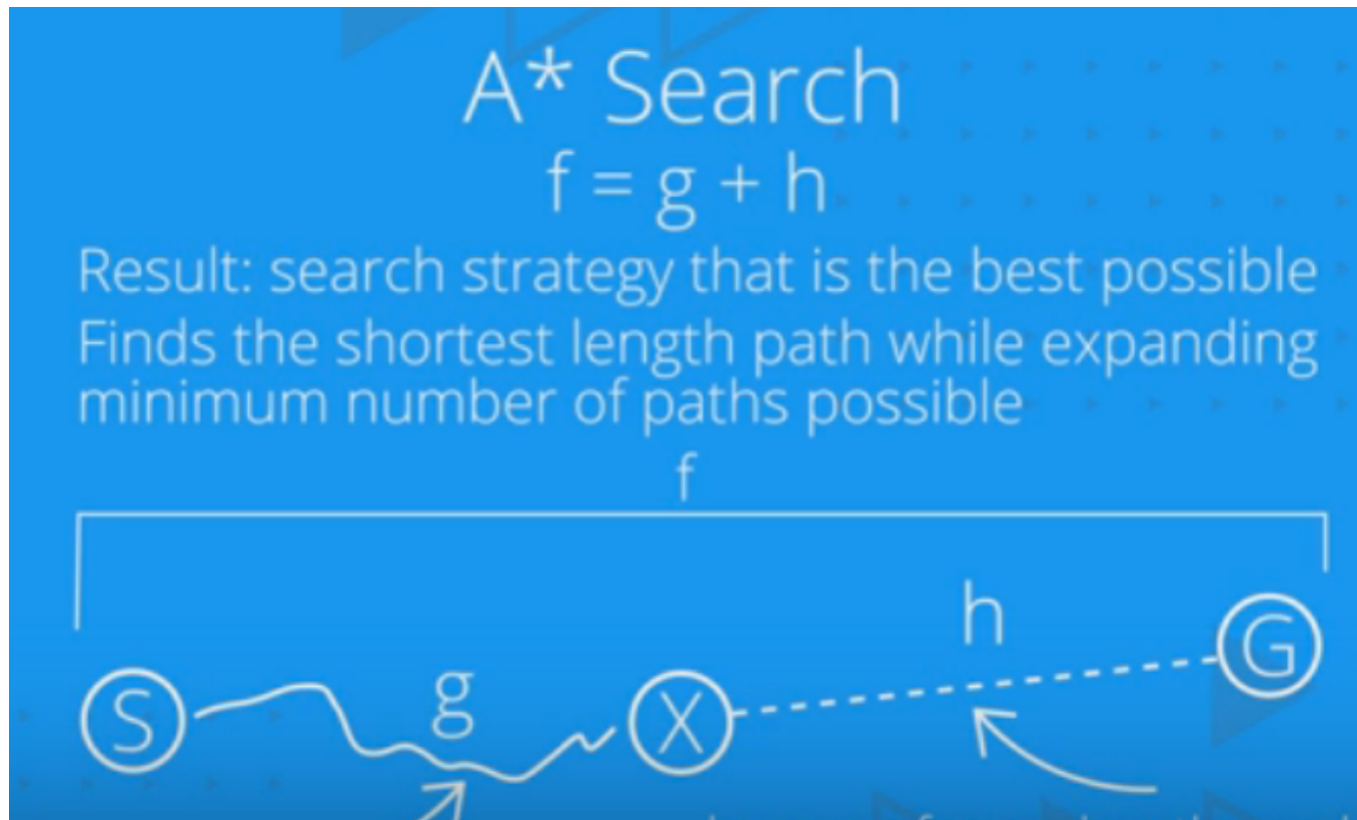 A* Search
f = g + h
Result: search strategy that is the best possible
Finds the shortest length path while expanding
minimum number of paths possible
f
h
G
g
S
X